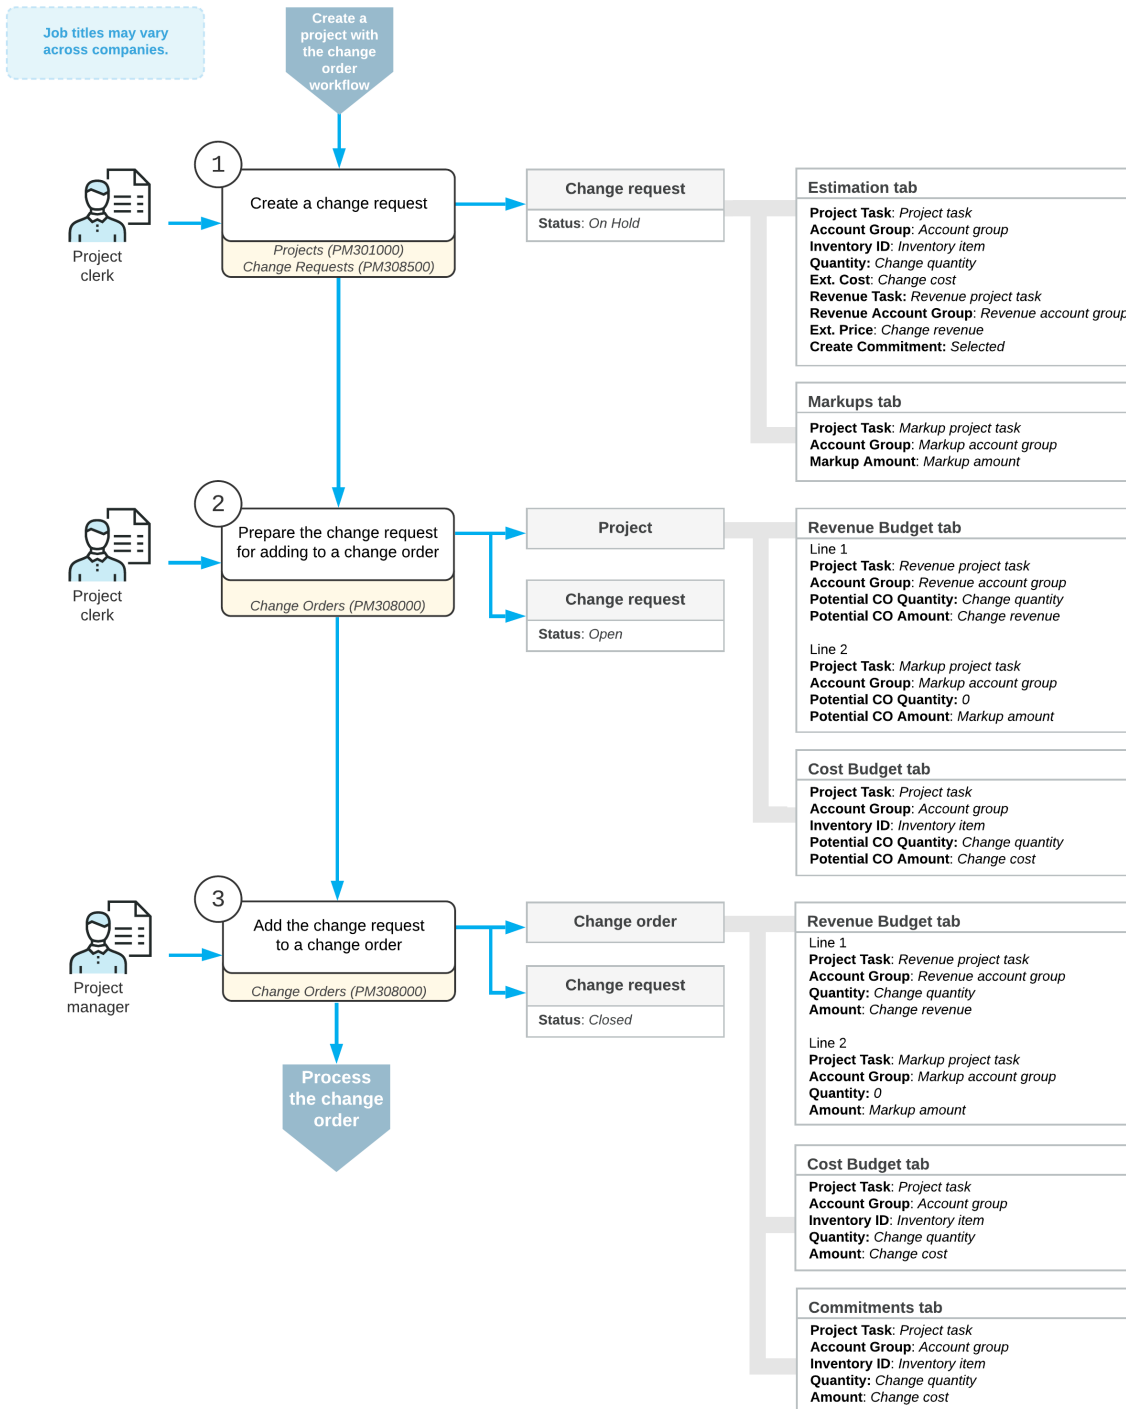 Job titles may vary
across companies.
Create a
project with
the change
order
workflow
1
Create a change request
Projects (PM301000)
Change Requests (PM308500)
Project
clerk
Change request
Status: On Hold
Estimation tab
Project Task: Project task
Account Group: Account group
Inventory ID: Inventory item
Quantity: Change quantity
Ext. Cost: Change cost
Revenue Task: Revenue project task
Revenue Account Group: Revenue account group
Ext. Price: Change revenue
Create Commitment: Selected
Markups tab
Project Task: Markup project task
Account Group: Markup account group
Markup Amount: Markup amount
2
Prepare the change request
for adding to a change order
Change Orders (PM308000)
Project
clerk
Project
Change request
Status: Open
Revenue Budget tab
Line 1
Project Task: Revenue project task
Account Group: Revenue account group
Potential CO Quantity: Change quantity
Potential CO Amount: Change revenue
Line 2
Project Task: Markup project task
Account Group: Markup account group
Potential CO Quantity: 0
Potential CO Amount: Markup amount
Cost Budget tab
Project Task: Project task
Account Group: Account group
Inventory ID: Inventory item
Potential CO Quantity: Change quantity
Potential CO Amount: Change cost
3
Add the change request
to a change order
Change Orders (PM308000)
Project
manager
Change order
Change request
Status: Closed
Revenue Budget tab
Line 1
Project Task: Revenue project task
Account Group: Revenue account group
Quantity: Change quantity
Amount: Change revenue
Line 2
Project Task: Markup project task
Account Group: Markup account group
Quantity: 0
Amount: Markup amount
Process
the change
order
Cost Budget tab
Project Task: Project task
Account Group: Account group
Inventory ID: Inventory item
Quantity: Change quantity
Amount: Change cost
Commitments tab
Project Task: Project task
Account Group: Account group
Inventory ID: Inventory item
Quantity: Change quantity
Amount: Change cost